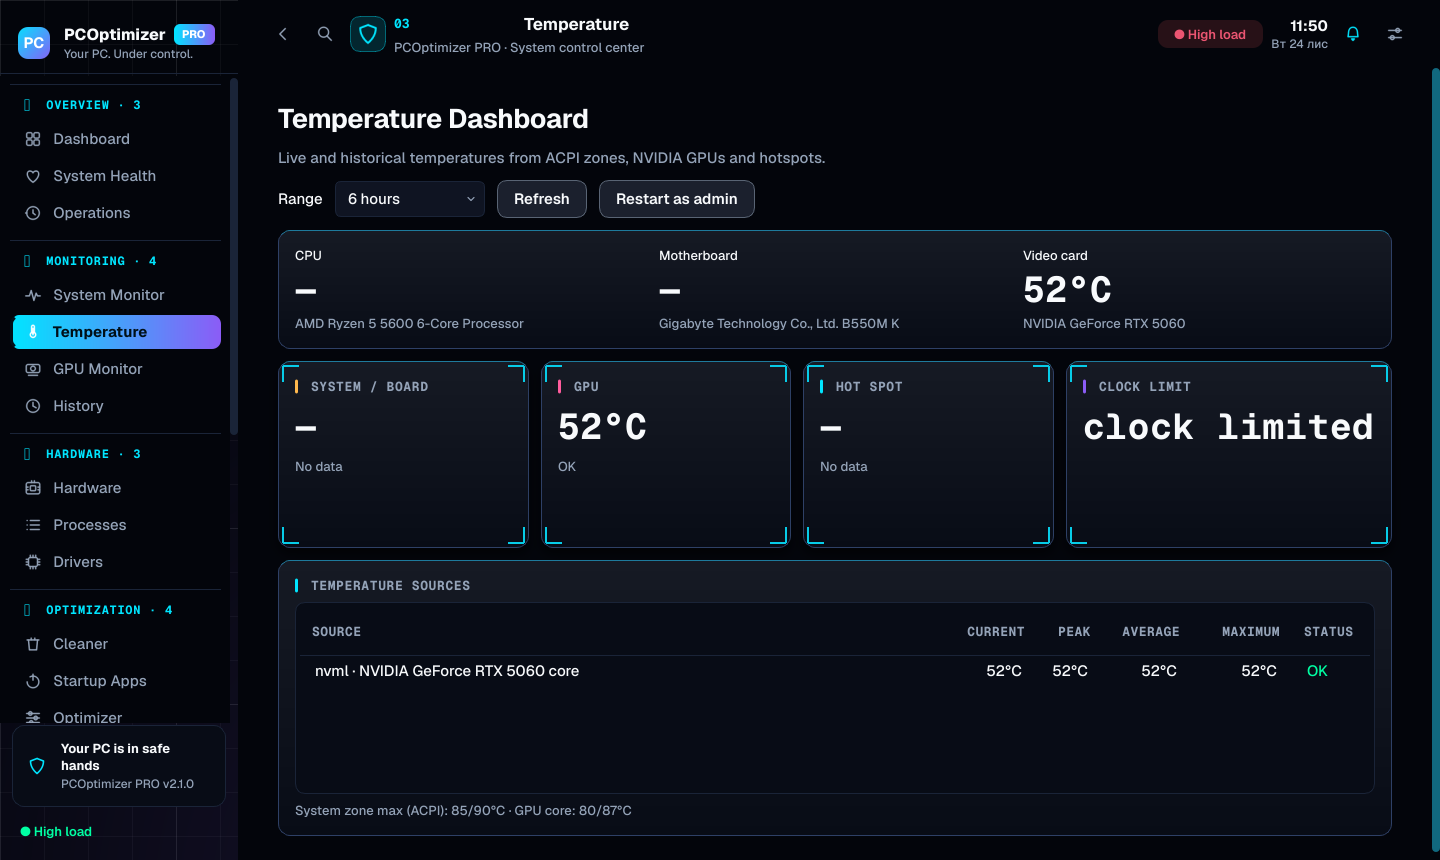 PC
PCOptimizer PRO
Your PC. Under control.
OVERVIEW · 3
Dashboard
System Health
Operations
MONITORING · 4
System Monitor
Temperature
GPU Monitor
History
HARDWARE · 3
Hardware
Processes
Drivers
OPTIMIZATION · 4
Cleaner
Startup Apps
Optimizer
Your PC is in safe
hands
PCOptimizer PRO v2.1.0
High load
03
Temperature
PCOptimizer PRO · System control center
High load
11:50
Вт 24 лис
Temperature Dashboard
Live and historical temperatures from ACPI zones, NVIDIA GPUs and hotspots.
Range 6 hours Refresh Restart as admin
CPU
—
AMD Ryzen 5 5600 6-Core Processor
Motherboard
—
Gigabyte Technology Co., Ltd. B550M K
Video card
52°C
NVIDIA GeForce RTX 5060
SYSTEM / BOARD
—
No data
GPU
52°C
OK
HOT SPOT
—
No data
CLOCK LIMIT
clock limited
TEMPERATURE SOURCES
SOURCE CURRENT PEAK AVERAGE MAXIMUM STATUS
nvml · NVIDIA GeForce RTX 5060 core 52°C 52°C 52°C 52°C OK
System zone max (ACPI): 85/90°C · GPU core: 80/87°C